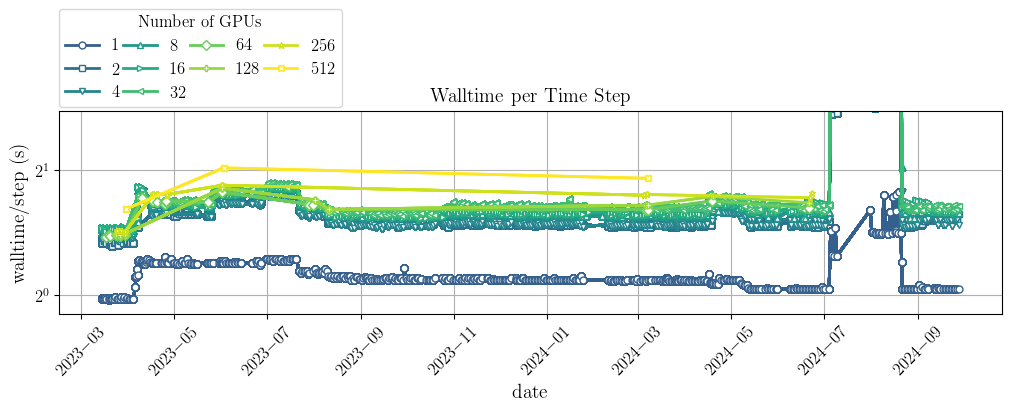 Number of GPUs
1 8 64 256
2 16 128 512
4 32
Walltime per Time Step
walltime/step (s)
2^1
2^0
2023−03 2023−05 2023−07 2023−09 2023−11 2024−01 2024−03 2024−05 2024−07 2024−09
date